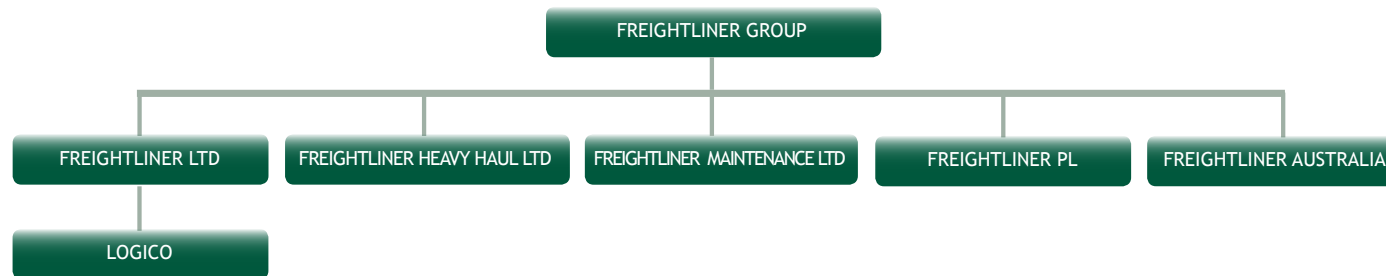 FREIGHTLINER GROUP
FREIGHTLINER LTD
FREIGHTLINER HEAVY HAUL LTD
FREIGHTLINER MAINTENANCE LTD
FREIGHTLINER PL
FREIGHTLINER AUSTRALIA
LOGICO